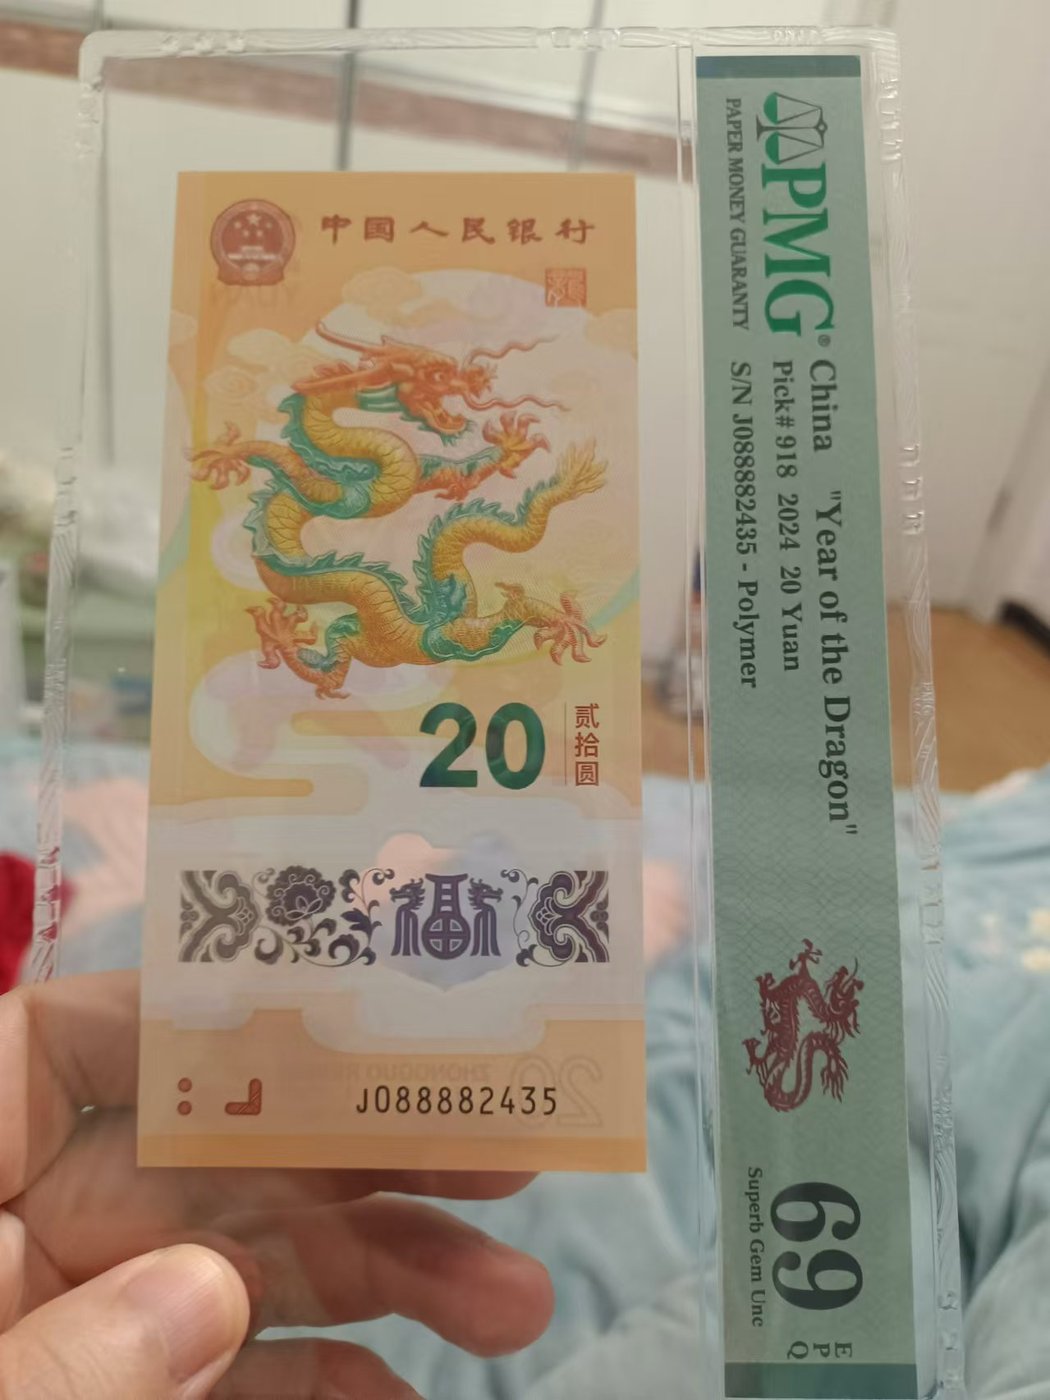 中国人民银行
20
贰拾圆
福
J088882435
PMG®
PAPER MONEY GUARANTY
China "Year of the Dragon"
Pick# 918 2024 20 Yuan
S/N J088882435 - Polymer
69
EPQ
Superb Gem Unc